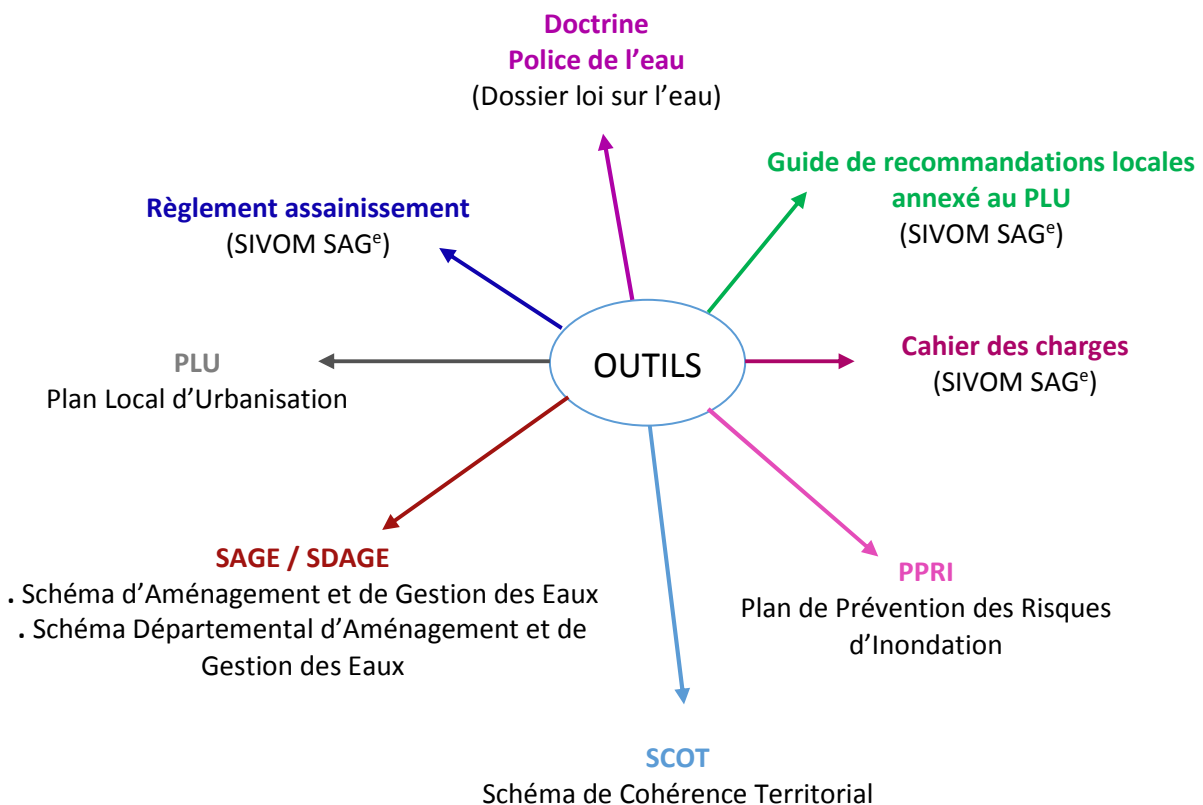 Doctrine
Police de l’eau
(Dossier loi sur l’eau)
Guide de recommandations locales
annexé au PLU
(SIVOM SAGᵉ)
Règlement assainissement
(SIVOM SAGᵉ)
OUTILS
Cahier des charges
(SIVOM SAGᵉ)
PLU
Plan Local d’Urbanisation
SAGE / SDAGE
. Schéma d’Aménagement et de Gestion des Eaux
. Schéma Départemental d’Aménagement et de
Gestion des Eaux
PPRI
Plan de Prévention des Risques
d’Inondation
SCOT
Schéma de Cohérence Territorial